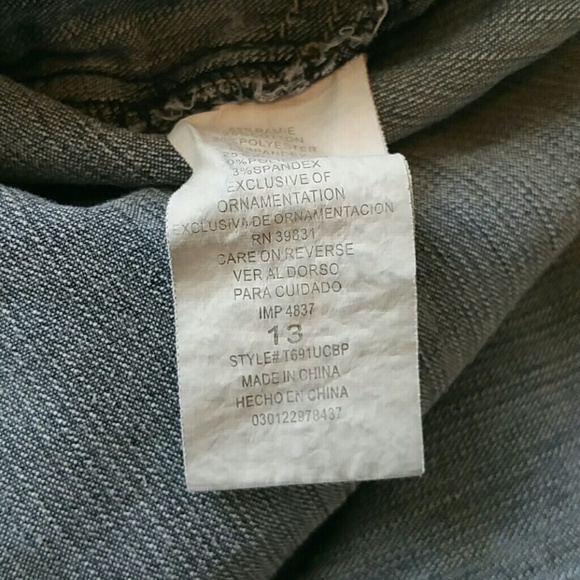 RAMIE
POLYESTER
3%SPANDEX
EXCLUSIVE OF
ORNAMENTATION
EXCLUSIVA DE ORNAMENTACION
RN 39831
CARE ON REVERSE
VER AL DORSO
PARA CUIDADO
IMP 4837
13
STYLE# T691UCBP
MADE IN CHINA
HECHO EN CHINA
030122978437